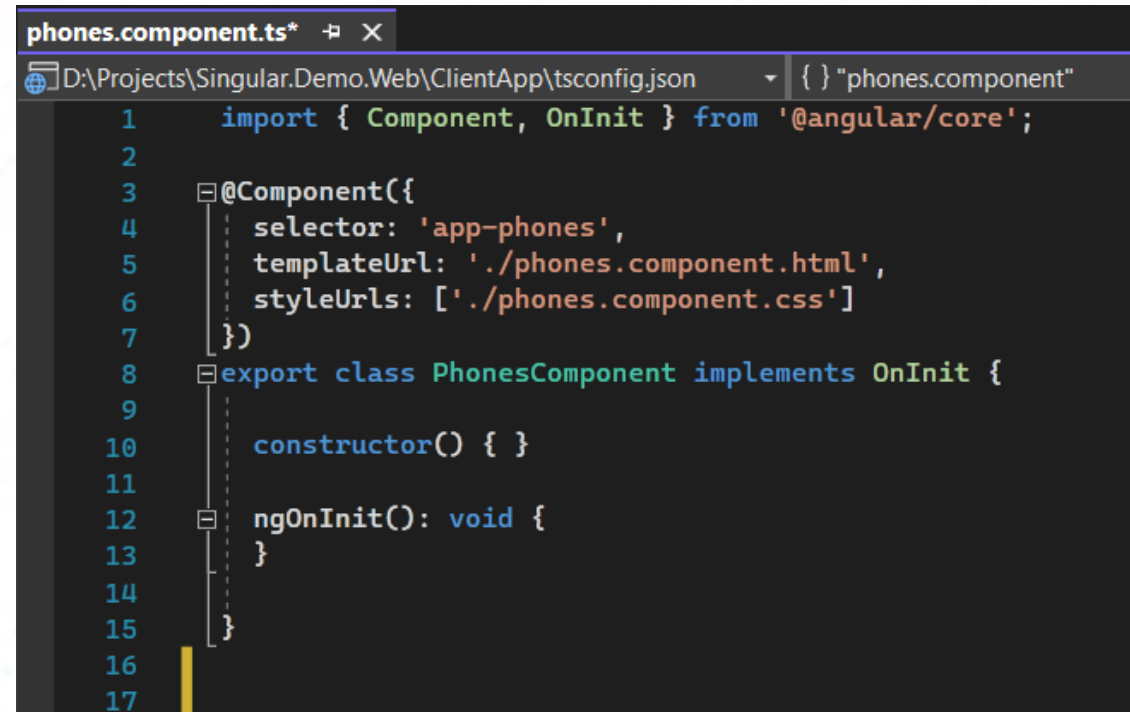 phones.component.ts*
D:\Projects\Singular.Demo.Web\ClientApp\tsconfig.json { } "phones.component"
1 import { Component, OnInit } from '@angular/core';
2
3 @Component({
4 selector: 'app-phones',
5 templateUrl: './phones.component.html',
6 styleUrls: ['./phones.component.css']
7 })
8 export class PhonesComponent implements OnInit {
9
10 constructor() { }
11
12 ngOnInit(): void {
13 }
14
15 }
16
17